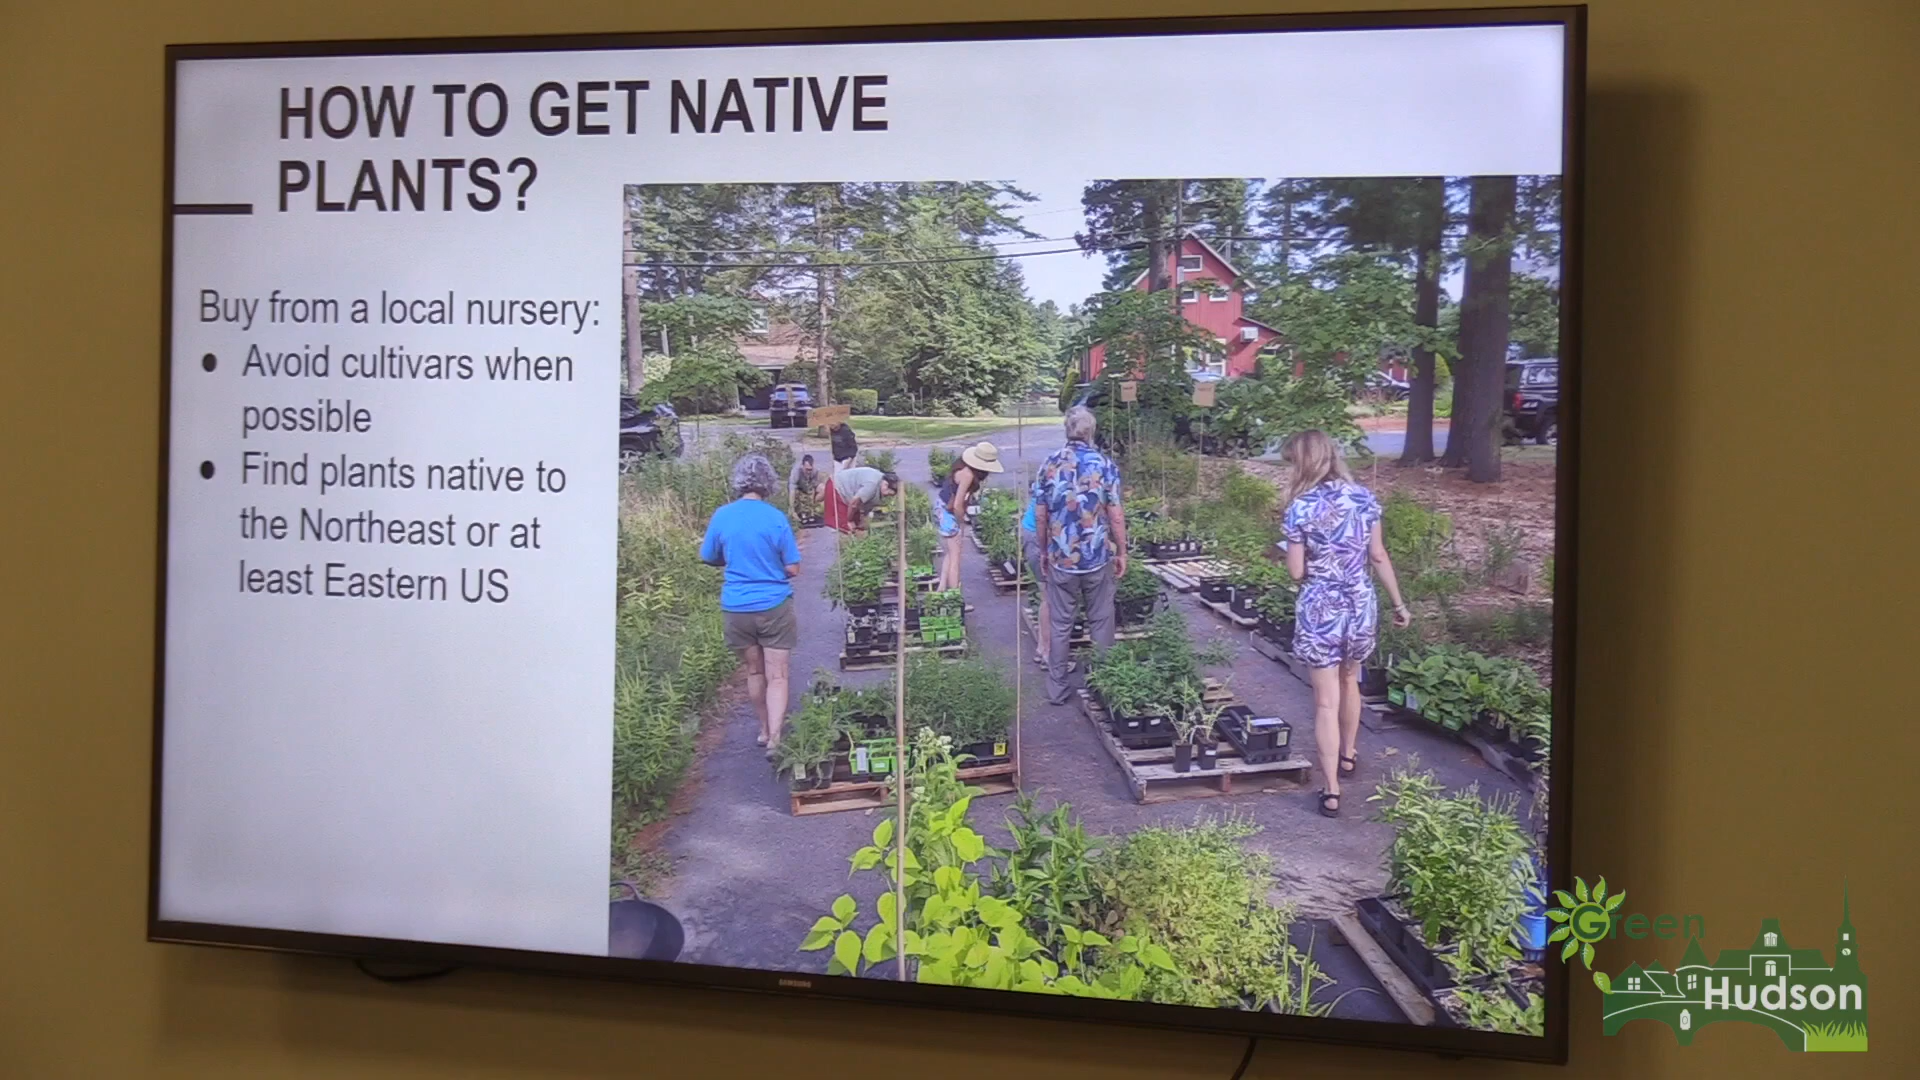 HOW TO GET NATIVE
PLANTS?
Buy from a local nursery:
● Avoid cultivars when
possible
● Find plants native to
the Northeast or at
least Eastern US
SAMSUNG
Green
Hudson